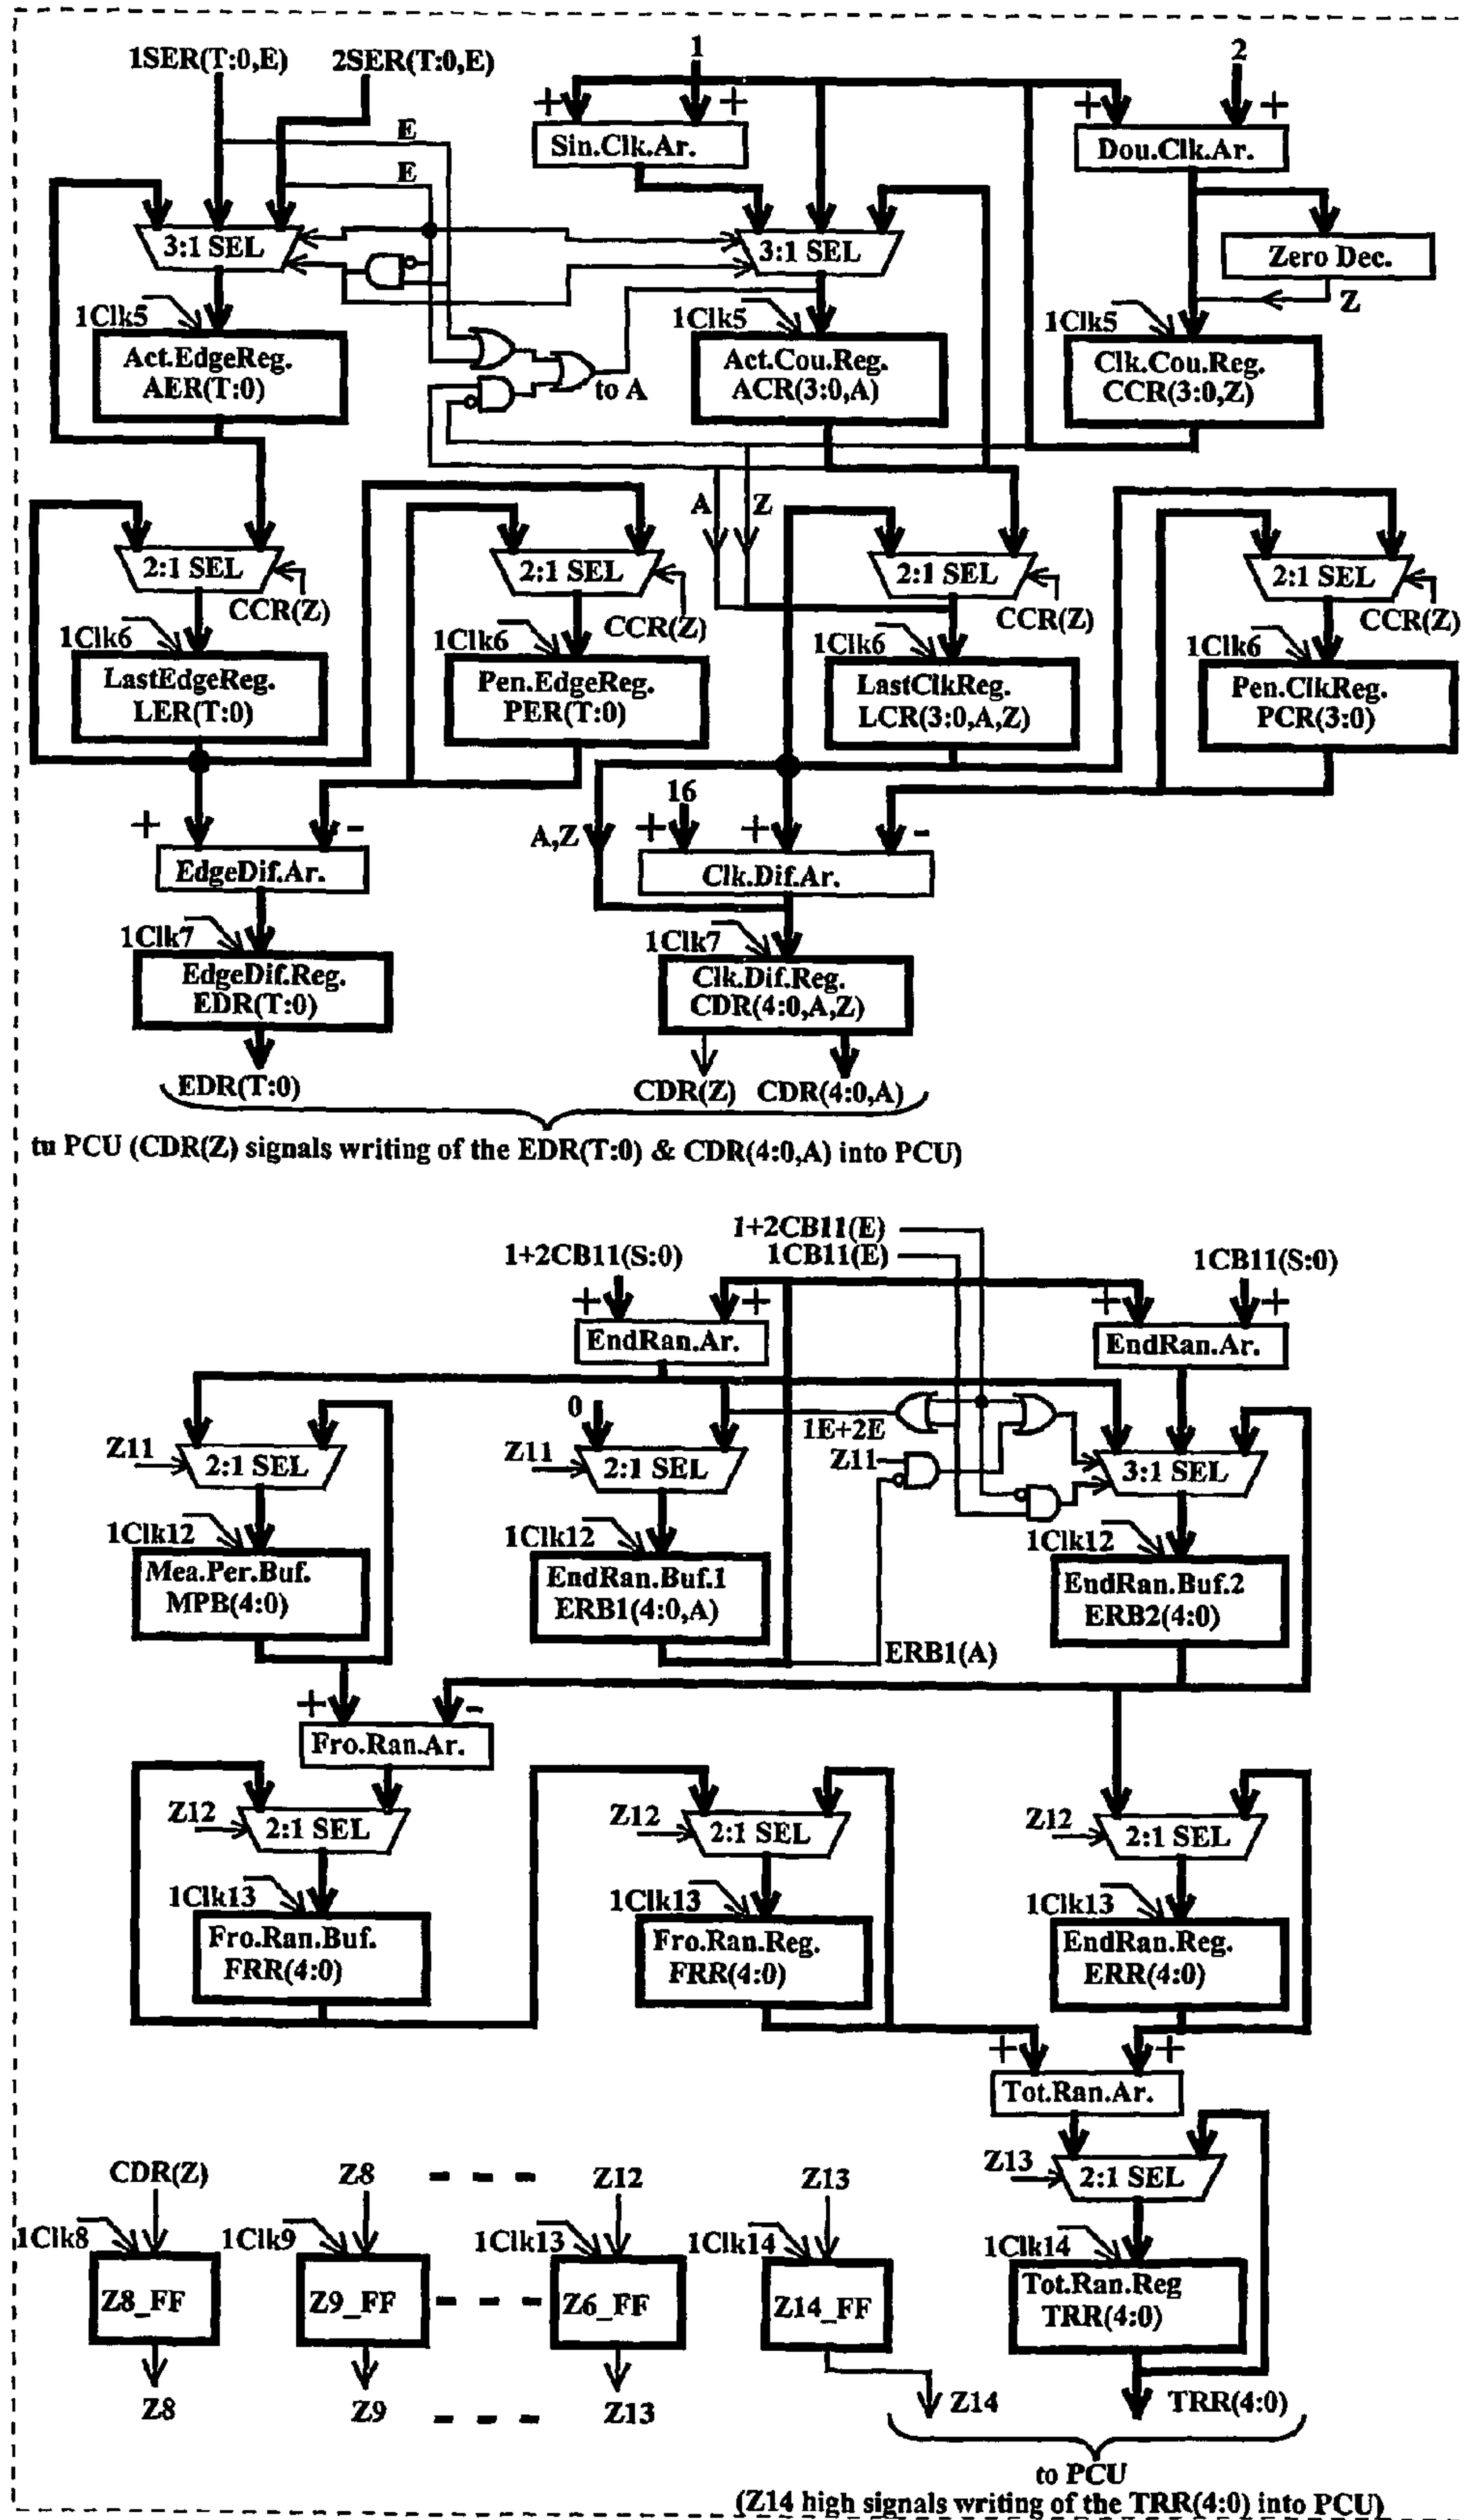 1SER(T:0,E) 2SER(T:0,E) 1 2
E
+ + + +
Sin.Clk.Ar. Dou.Clk.Ar.
E
3:1 SEL 3:1 SEL Zero Dec.
Z
1Clk5 1Clk5 1Clk5
Act.EdgeReg. Act.Cou.Reg. Clk.Cou.Reg.
AER(T:0) to A ACR(3:0,A) CCR(3:0,Z)
A Z
2:1 SEL 2:1 SEL 2:1 SEL 2:1 SEL
CCR(Z) CCR(Z) CCR(Z) CCR(Z)
1Clk6 1Clk6 1Clk6 1Clk6
LastEdgeReg. Pen.EdgeReg. LastClkReg. Pen.ClkReg.
LER(T:0) PER(T:0) LCR(3:0,A,Z) PCR(3:0)
16
+ - A,Z + + -
EdgeDif.Ar. Clk.Dif.Ar.
1Clk7 1Clk7
EdgeDif.Reg. Clk.Dif.Reg.
EDR(T:0) CDR(4:0,A,Z)
EDR(T:0) CDR(Z) CDR(4:0,A)
tu PCU (CDR(Z) signals writing of the EDR(T:0) & CDR(4:0,A) into PCU)
1+2CB11(E)
1+2CB11(S:0) 1CB11(E) 1CB11(S:0)
+ + + +
EndRan.Ar. EndRan.Ar.
0 1E+2E
Z11 2:1 SEL Z11 2:1 SEL Z11 3:1 SEL
1Clk12 1Clk12 1Clk12
Mea.Per.Buf. EndRan.Buf.1 EndRan.Buf.2
MPB(4:0) ERB1(4:0,A) ERB2(4:0)
ERB1(A)
+ -
Fro.Ran.Ar.
Z12 2:1 SEL Z12 2:1 SEL Z12 2:1 SEL
1Clk13 1Clk13 1Clk13
Fro.Ran.Buf. Fro.Ran.Reg. EndRan.Reg.
FRR(4:0) FRR(4:0) ERR(4:0)
+ +
Tot.Ran.Ar.
CDR(Z) Z8 - - - Z12 Z13 Z13 2:1 SEL
1Clk8 1Clk9 1Clk13 1Clk14 1Clk14
Z8_FF Z9_FF - - - Z6_FF Z14_FF Tot.Ran.Reg
TRR(4:0)
Z8 Z9 - - - Z13 Z14 TRR(4:0)
to PCU
(Z14 high signals writing of the TRR(4:0) into PCU)